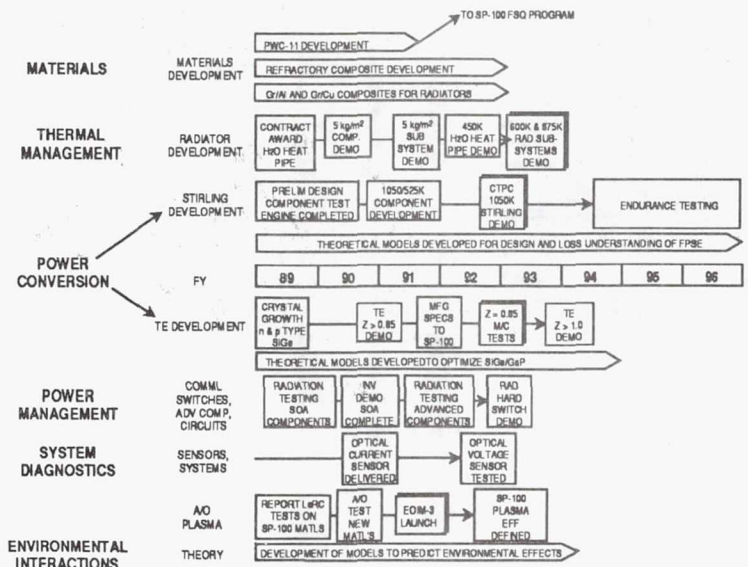 TO SP-100 FSQ PROGRAM
PWC-11 DEVELOPMENT
MATERIALS
MATERIALS
DEVELOPMENT
REFRACTORY COMPOSITE DEVELOPMENT
Gr/Al AND Gr/Cu COMPOSITES FOR RADIATORS
THERMAL
MANAGEMENT
RADIATOR
DEVELOPMENT
CONTRACT
AWARD
H2O HEAT
PIPE
5 kg/m²
COMP.
DEMO
5 kg/m²
SUB
SYSTEM
DEMO
450K
H2O HEAT
PIPE DEMO
600K & 875K
RAD SUB-
SYSTEMS
DEMO
STIRLING
DEVELOPMENT
PRELIM DESIGN
COMPONENT TEST
ENGINE COMPLETED
1050/525K
COMPONENT
DEVELOPMENT
CTPC
1050K
STIRLING
DEMO
ENDURANCE TESTING
THEORETICAL MODELS DEVELOPED FOR DESIGN AND LOSS UNDERSTANDING OF FPSE
POWER
CONVERSION
FY
89 90 91 92 93 94 95 96
TE DEVELOPMENT
CRYSTAL
GROWTH
n & p TYPE
SiGe
TE
Z > 0.85
DEMO
MFG
SPECS
TO
SP-100
Z = 0.85
M/C
TESTS
TE
Z > 1.0
DEMO
THEORETICAL MODELS DEVELOPEDTO OPTIMIZE SiGe/GaP
POWER
MANAGEMENT
COMML
SWITCHES,
ADV COMP,
CIRCUITS
RADIATION
TESTING
SOA
COMPONENTS
INV
DEMO
SOA
COMPLETE
RADIATION
TESTING
ADVANCED
COMPONENTS
RAD
HARD
SWITCH
DEMO
SYSTEM
DIAGNOSTICS
SENSORS,
SYSTEMS
OPTICAL
CURRENT
SENSOR
DELIVERED
OPTICAL
VOLTAGE
SENSOR
TESTED
A/O
PLASMA
REPORT LeRC
TESTS ON
SP-100 MATLS
A/O
TEST
NEW
MATL'S
EOIM-3
LAUNCH
SP-100
PLASMA
EFF
DEFINED
ENVIRONMENTAL
INTERACTIONS
THEORY
DEVELOPMENT OF MODELS TO PREDICT ENVIRONMENTAL EFFECTS